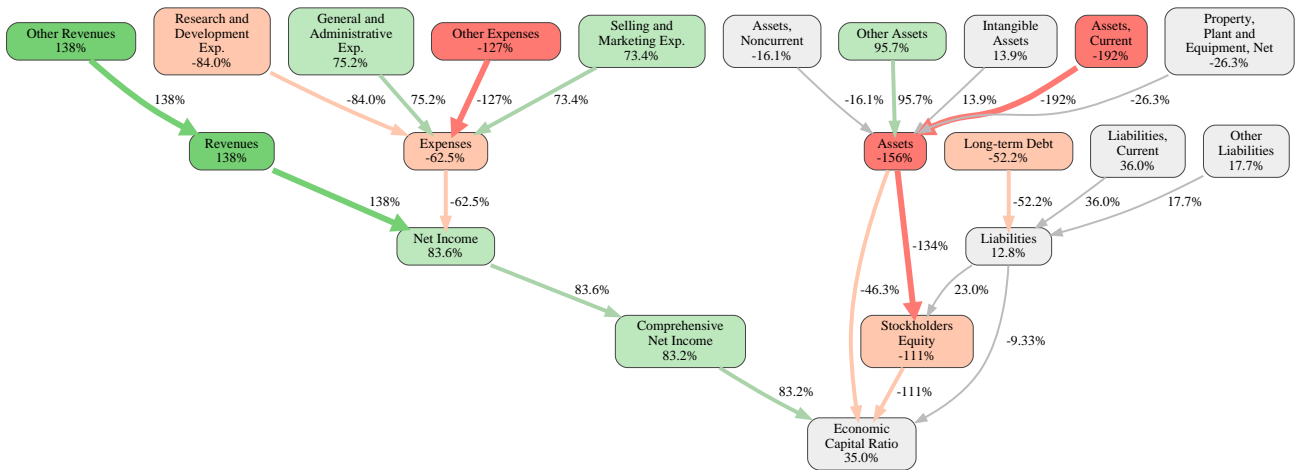 Other Revenues
138%
Research and
Development
Exp.
-84.0%
General and
Administrative
Exp.
75.2%
Other Expenses
-127%
Selling and
Marketing Exp.
73.4%
Assets,
Noncurrent
-16.1%
Other Assets
95.7%
Intangible
Assets
13.9%
Assets,
Current
-192%
Property,
Plant and
Equipment, Net
-26.3%
138%
-84.0%
75.2%
-127%
73.4%
-16.1%
95.7%
13.9%
-192%
-26.3%
Revenues
138%
Expenses
-62.5%
Assets
-156%
Long-term Debt
-52.2%
Liabilities,
Current
36.0%
Other
Liabilities
17.7%
138%
-62.5%
-52.2%
36.0%
17.7%
Net Income
83.6%
-134%
Liabilities
12.8%
83.6%
-46.3%
23.0%
Comprehensive
Net Income
83.2%
Stockholders
Equity
-111%
-9.33%
83.2%
-111%
Economic
Capital Ratio
35.0%